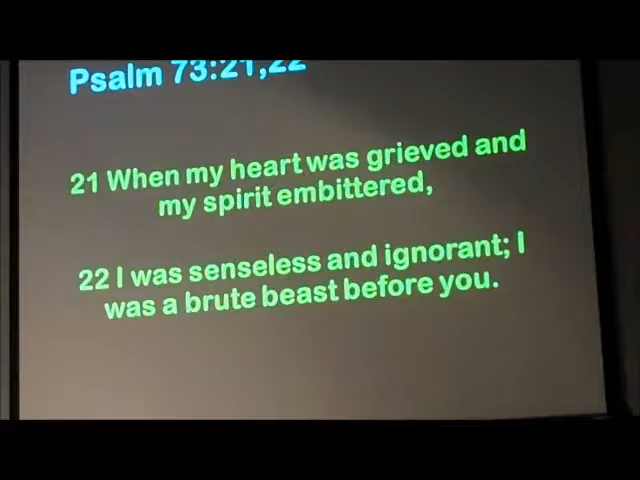 Psalm 73:21,22
21 When my heart was grieved and
my spirit embittered,
22 I was senseless and ignorant; I
was a brute beast before you.